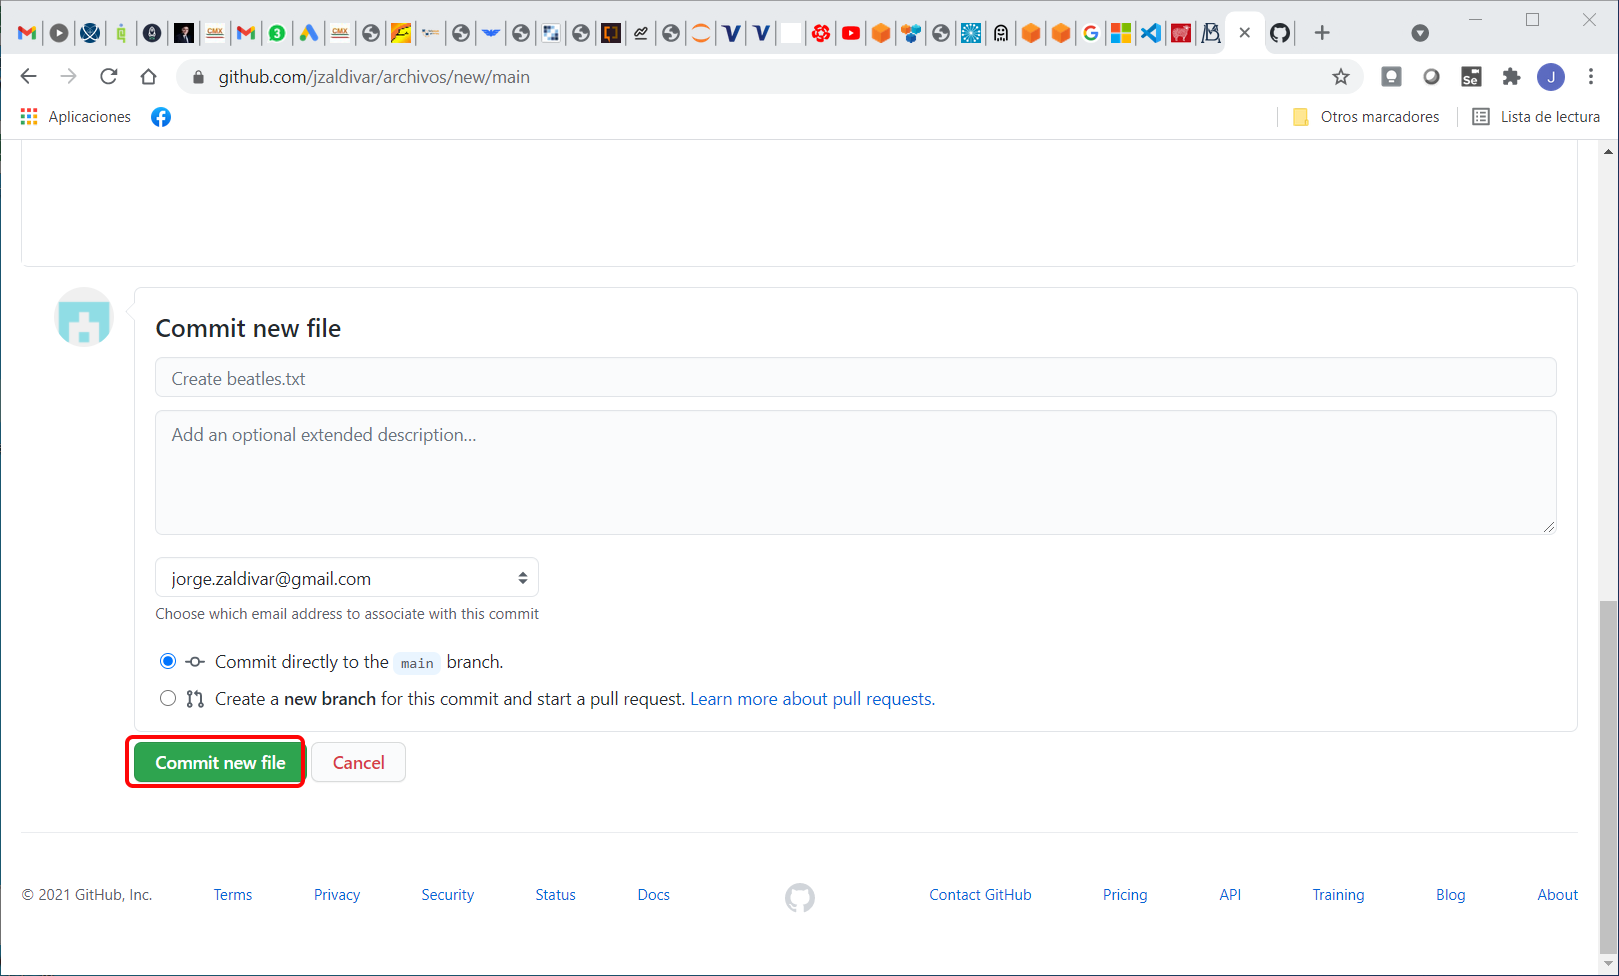 CMX
3
CMX
Se
J
github.com/jzaldivar/archivos/new/main
Aplicaciones
Otros marcadores
Lista de lectura
Commit new file
Create beatles.txt
Add an optional extended description...
jorge.zaldivar@gmail.com
Choose which email address to associate with this commit
Commit directly to the main branch.
Create a new branch for this commit and start a pull request. Learn more about pull requests.
Commit new file
Cancel
© 2021 GitHub, Inc.
Terms
Privacy
Security
Status
Docs
Contact GitHub
Pricing
API
Training
Blog
About